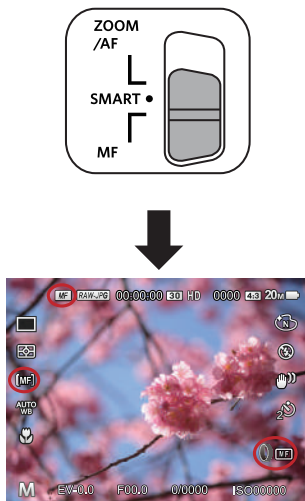 ZOOM
/AF
SMART
MF
MF RAW+JPG 00:00:00 30 HD 0000 4:3 20M
N
[MF]
AUTO
WB
2
MF
M EV-0.0 F00.0 0/0000 ISO00000